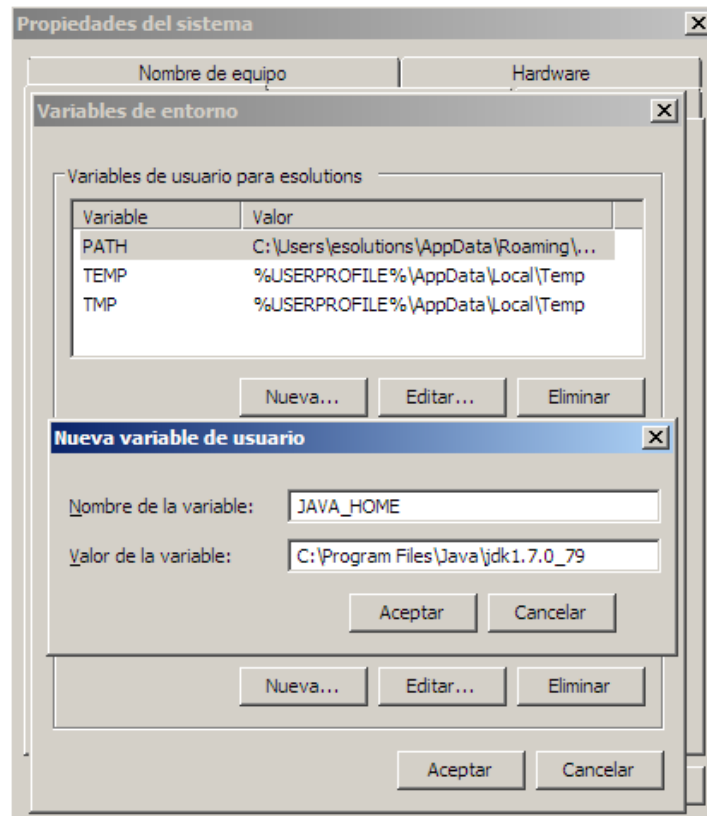 Propiedades del sistema
Nombre de equipo Hardware
Variables de entorno
Variables de usuario para esolutions
Variable Valor
PATH C:\Users\esolutions\AppData\Roaming\...
TEMP %USERPROFILE%\AppData\Local\Temp
TMP %USERPROFILE%\AppData\Local\Temp
Nueva... Editar... Eliminar
Nueva variable de usuario
Nombre de la variable: JAVA_HOME
Valor de la variable: C:\Program Files\Java\jdk1.7.0_79
Aceptar Cancelar
Nueva... Editar... Eliminar
Aceptar Cancelar